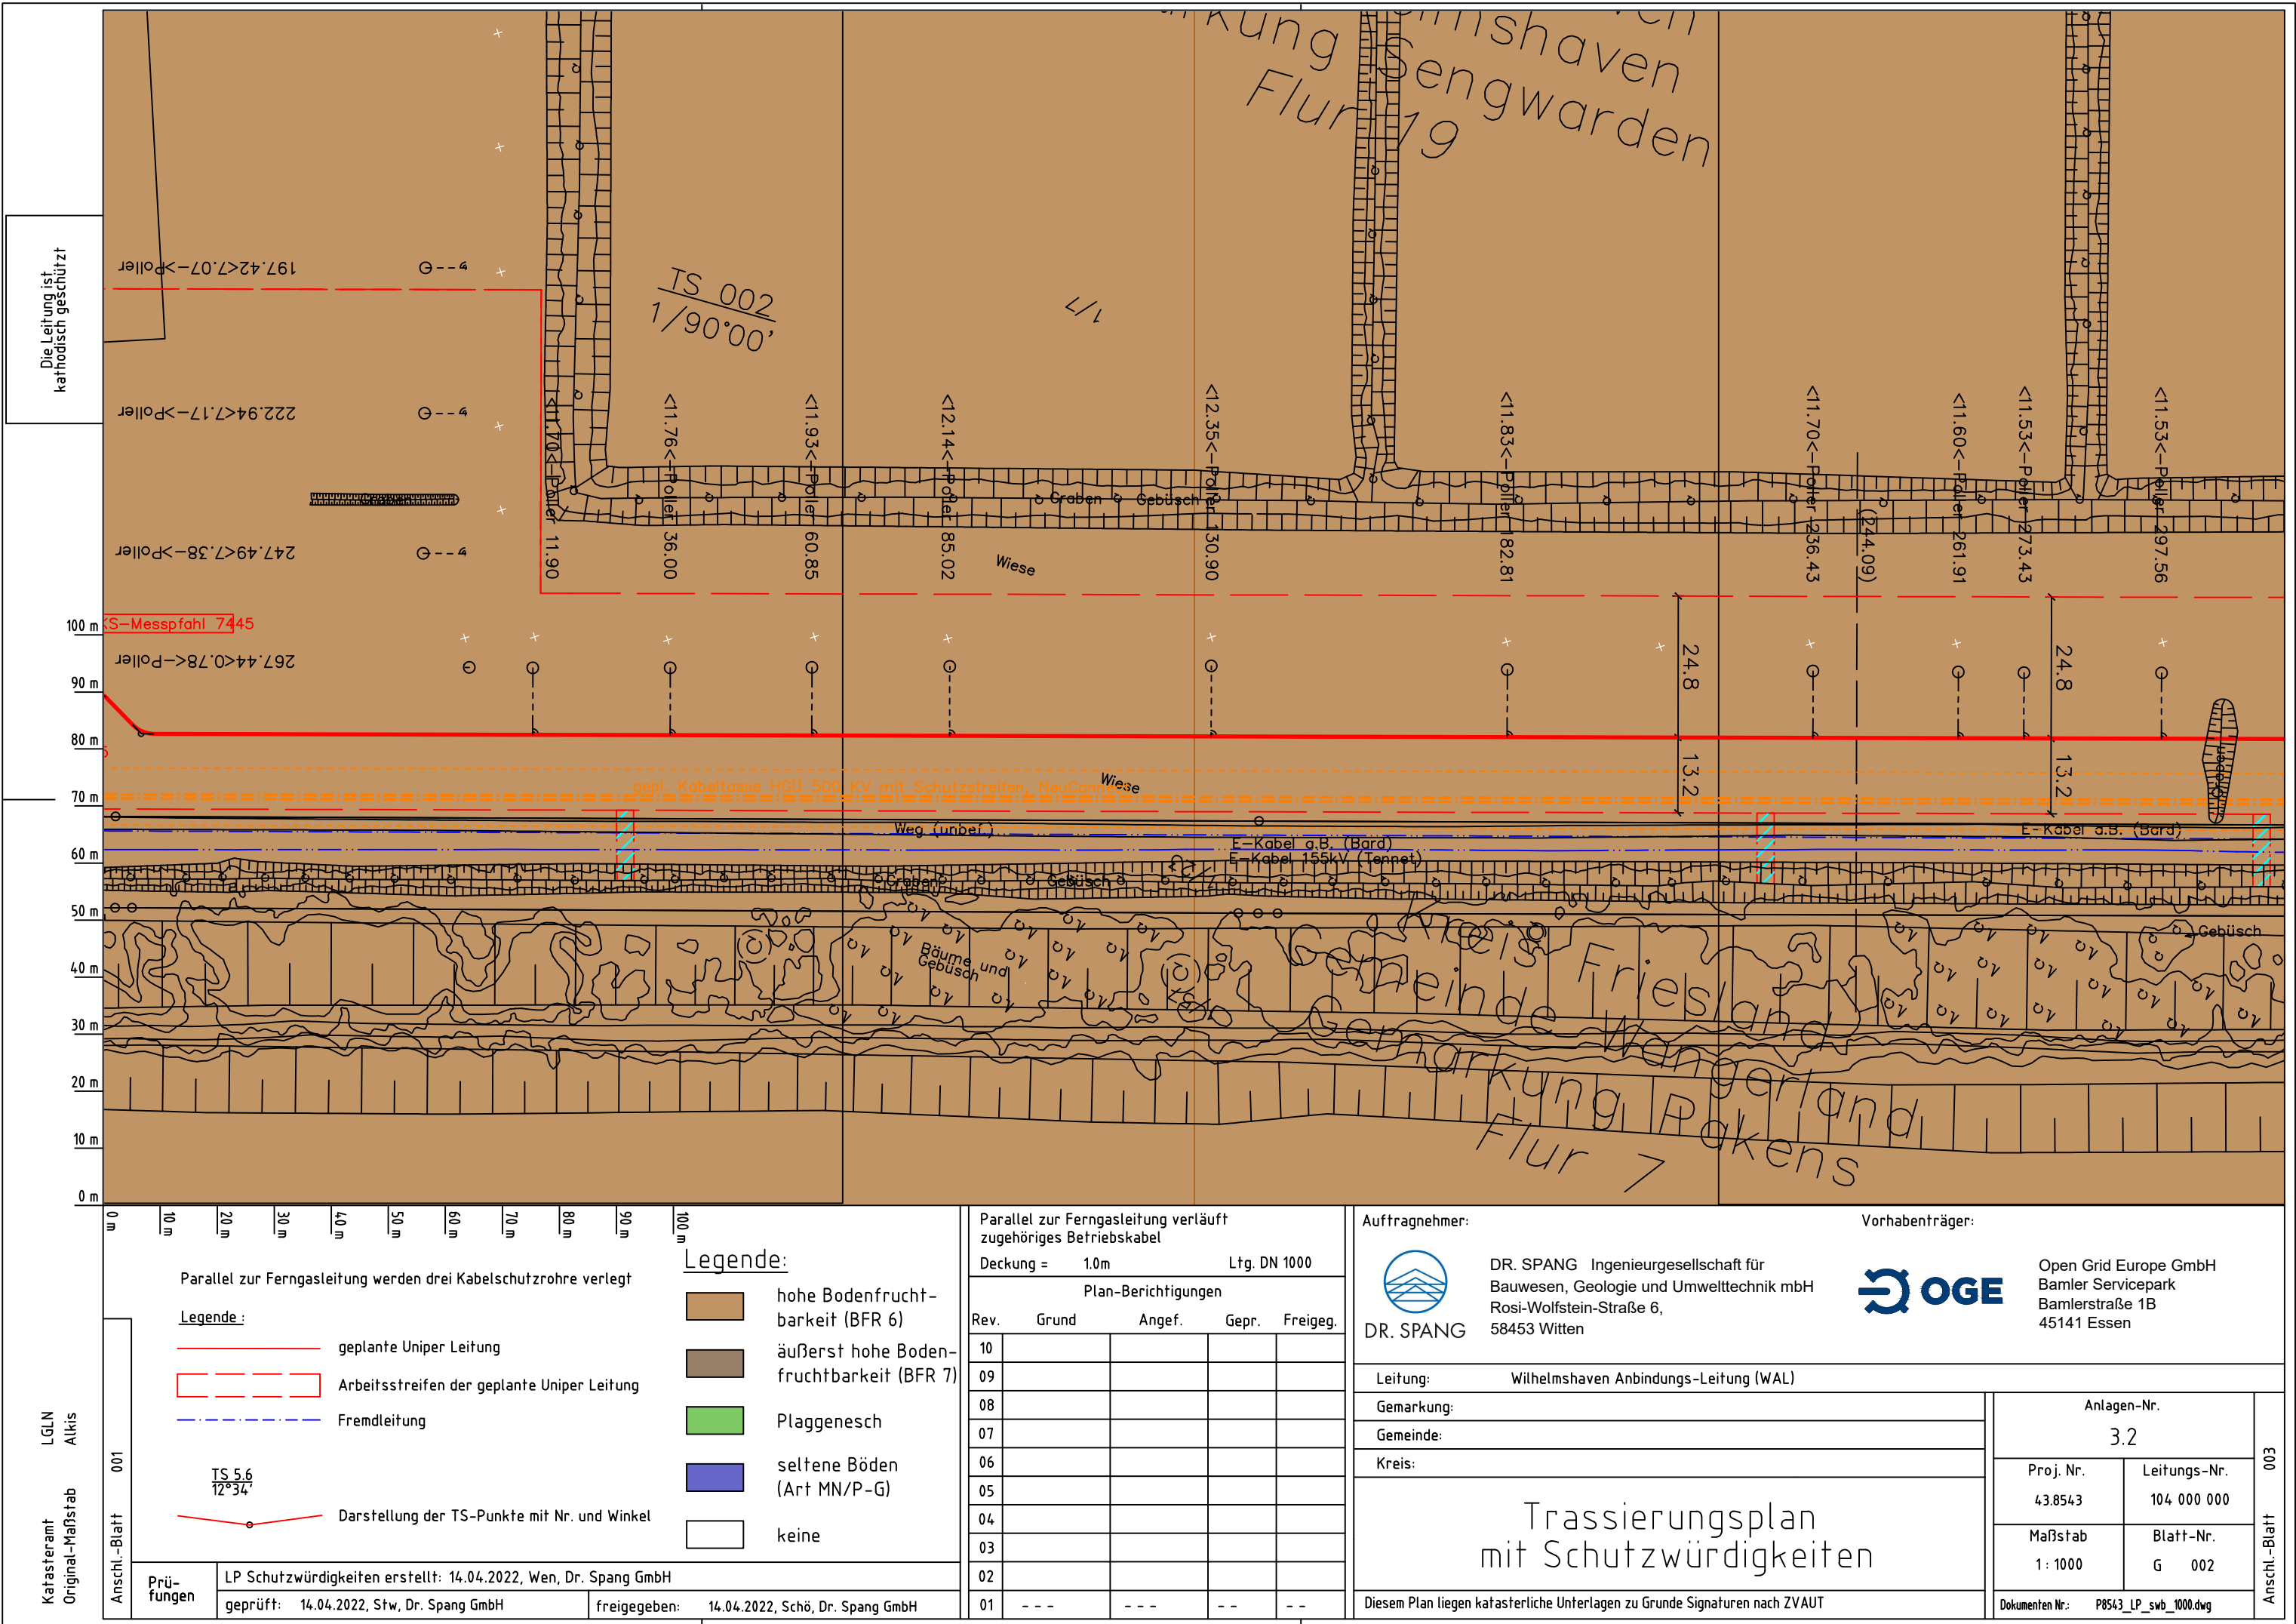 Die Leitung ist
kathodisch geschützt
Wilhelmshaven
Gemarkung Sengwarden
Flur 19
TS 002
1/90°00'
1/7
197.42<7.07->Poller
222.94<7.17->Poller
247.49<7.38->Poller
267.44<0.78->Poller
KS-Messpfahl 7445
<11.70<-Poller 11.90
<11.76<-Poller 36.00
<11.93<-Poller 60.85
<12.14<-Poller 85.02
<12.35<-Poller 130.90
<11.83<-Poller 182.81
<11.70<-Poller 236.43
(244.09)
<11.60<-Poller 261.91
<11.53<-Poller 273.43
<11.53<-Poller 297.56
Graben
Gebüsch
Wiese
24.8
24.8
13.2
13.2
Wiese
gepl. Kabeltasse HGÜ 500 KV mit Schutzstreifen, NeuConnect
Weg (unbef.)
E-Kabel a.B. (Bard)
E-Kabel a.B. (Bard)
E-Kabel 155kV (Tennet)
Graben
Gebüsch
Bäume und
Gebüsch
Gebüsch
Kreis Friesland
Gemeinde Wangerland
Gemarkung Pakens
Flur 7
100 m
90 m
80 m
70 m
60 m
50 m
40 m
30 m
20 m
10 m
0 m
0 m
10 m
20 m
30 m
40 m
50 m
60 m
70 m
80 m
90 m
100 m
Parallel zur Ferngasleitung werden drei Kabelschutzrohre verlegt
Legende :
geplante Uniper Leitung
Arbeitsstreifen der geplante Uniper Leitung
Fremdleitung
TS 5.6
12°34'
Darstellung der TS-Punkte mit Nr. und Winkel
Legende:
hohe Bodenfrucht-
barkeit (BFR 6)
äußerst hohe Boden-
fruchtbarkeit (BFR 7)
Plaggenesch
seltene Böden
(Art MN/P-G)
keine
Katasteramt LGLN
Original-Maßstab Alkis
Anschl.-Blatt 001
Prü-
fungen
LP Schutzwürdigkeiten erstellt: 14.04.2022, Wen, Dr. Spang GmbH
geprüft: 14.04.2022, Stw, Dr. Spang GmbH
freigegeben: 14.04.2022, Schö, Dr. Spang GmbH
Parallel zur Ferngasleitung verläuft
zugehöriges Betriebskabel
Deckung = 1.0m Ltg. DN 1000
Plan-Berichtigungen
Rev. Grund Angef. Gepr. Freigeg.
10
09
08
07
06
05
04
03
02
01 --- --- -- --
Auftragnehmer:
DR. SPANG
DR. SPANG Ingenieurgesellschaft für
Bauwesen, Geologie und Umwelttechnik mbH
Rosi-Wolfstein-Straße 6,
58453 Witten
Vorhabenträger:
OGE
Open Grid Europe GmbH
Bamler Servicepark
Bamlerstraße 1B
45141 Essen
Leitung: Wilhelmshaven Anbindungs-Leitung (WAL)
Gemarkung:
Gemeinde:
Kreis:
Trassierungsplan
mit Schutzwürdigkeiten
Diesem Plan liegen katasterliche Unterlagen zu Grunde Signaturen nach ZVAUT
Anlagen-Nr.
3.2
Proj. Nr.
43.8543
Leitungs-Nr.
104 000 000
Maßstab
1 : 1000
Blatt-Nr.
G 002
Dokumenten Nr.: P8543_LP_swb_1000.dwg
Anschl.-Blatt 003